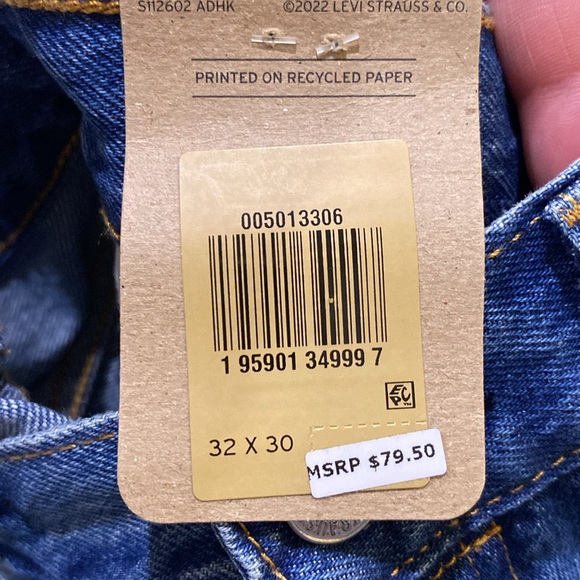 S112602 ADHK ©2022 LEVI STRAUSS & CO.
PRINTED ON RECYCLED PAPER
005013306
1 95901 34999 7
EPC™
32 X 30
MSRP $79.50